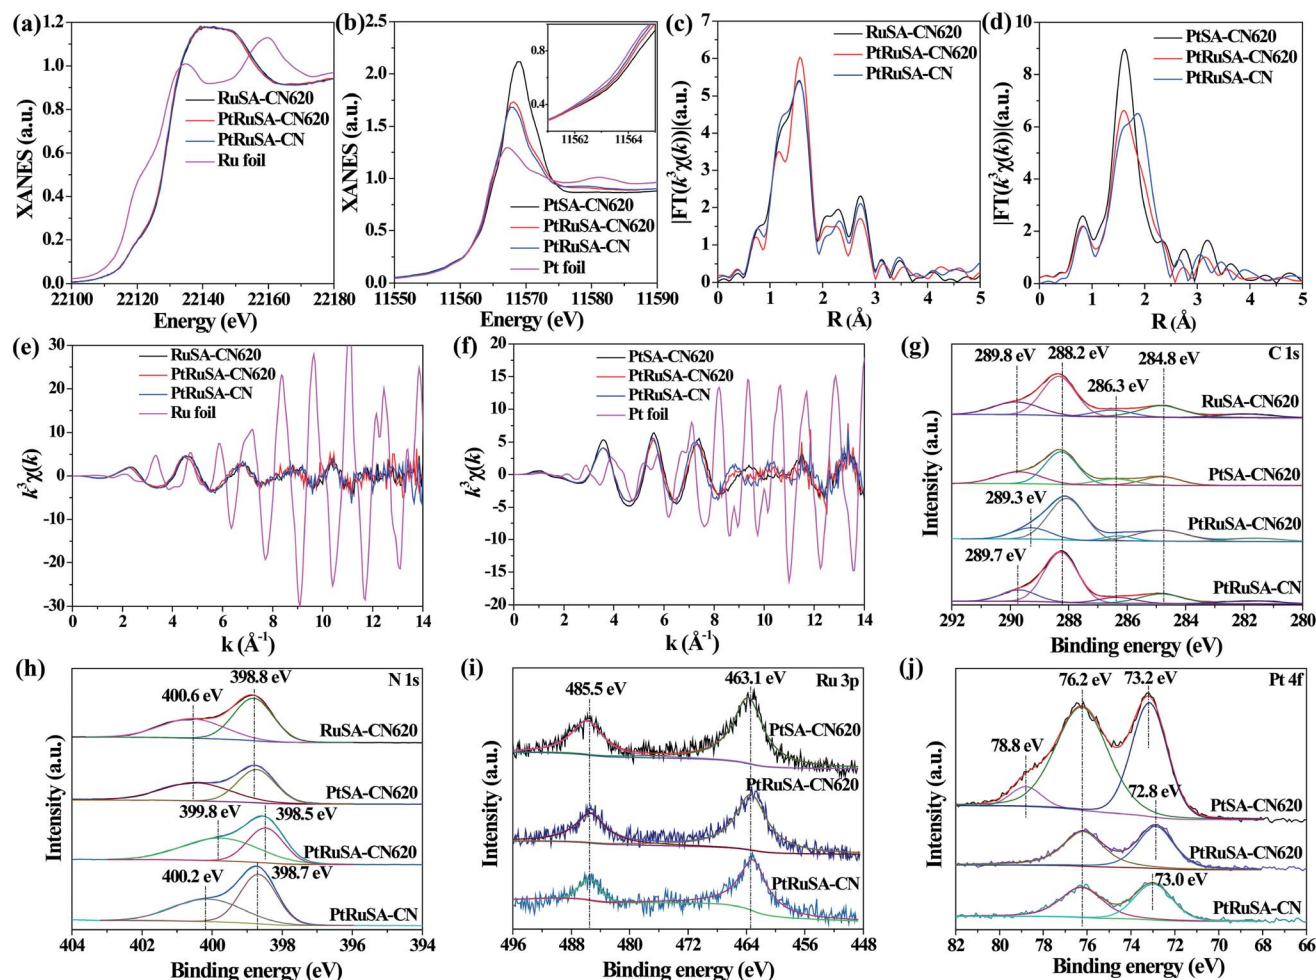 (a)
1.2
1.0
0.8
0.6
0.4
0.2
0.0
XANES (a.u.)
RuSA-CN620
PtRuSA-CN620
PtRuSA-CN
Ru foil
22100 22120 22140 22160 22180
Energy (eV)
(b)
2.5
2.0
1.5
1.0
0.5
0.0
XANES (a.u.)
0.8
0.4
11562 11564
PtSA-CN620
PtRuSA-CN620
PtRuSA-CN
Pt foil
11550 11560 11570 11580 11590
Energy (eV)
(c)
7
6
5
4
3
2
1
0
|FT(k³χ(k))|(a.u.)
RuSA-CN620
PtRuSA-CN620
PtRuSA-CN
0 1 2 3 4 5
R (Å)
(d)
10
8
6
4
2
0
|FT(k³χ(k))|(a.u.)
PtSA-CN620
PtRuSA-CN620
PtRuSA-CN
0 1 2 3 4 5
R (Å)
(e)
30
20
10
0
-10
-20
-30
k³χ(k)
RuSA-CN620
PtRuSA-CN620
PtRuSA-CN
Ru foil
0 2 4 6 8 10 12 14
k (Å⁻¹)
(f)
20
15
10
5
0
-5
-10
-15
-20
k³χ(k)
PtSA-CN620
PtRuSA-CN620
PtRuSA-CN
Pt foil
0 2 4 6 8 10 12 14
k (Å⁻¹)
(g)
C 1s
289.8 eV 288.2 eV 284.8 eV
286.3 eV
RuSA-CN620
PtSA-CN620
289.3 eV
PtRuSA-CN620
289.7 eV
PtRuSA-CN
Intensity (a.u.)
292 290 288 286 284 282 280
Binding energy (eV)
(h)
N 1s
398.8 eV
400.6 eV
RuSA-CN620
PtSA-CN620
399.8 eV 398.5 eV
PtRuSA-CN620
400.2 eV 398.7 eV
PtRuSA-CN
Intensity (a.u.)
404 402 400 398 396 394
Binding energy (eV)
(i)
Ru 3p
485.5 eV 463.1 eV
PtSA-CN620
PtRuSA-CN620
PtRuSA-CN
Intensity (a.u.)
496 488 480 472 464 456 448
Binding energy (eV)
(j)
Pt 4f
76.2 eV 73.2 eV
78.8 eV
72.8 eV
PtSA-CN620
PtRuSA-CN620
73.0 eV
PtRuSA-CN
Intensity (a.u.)
82 80 78 76 74 72 70 68 66
Binding energy (eV)